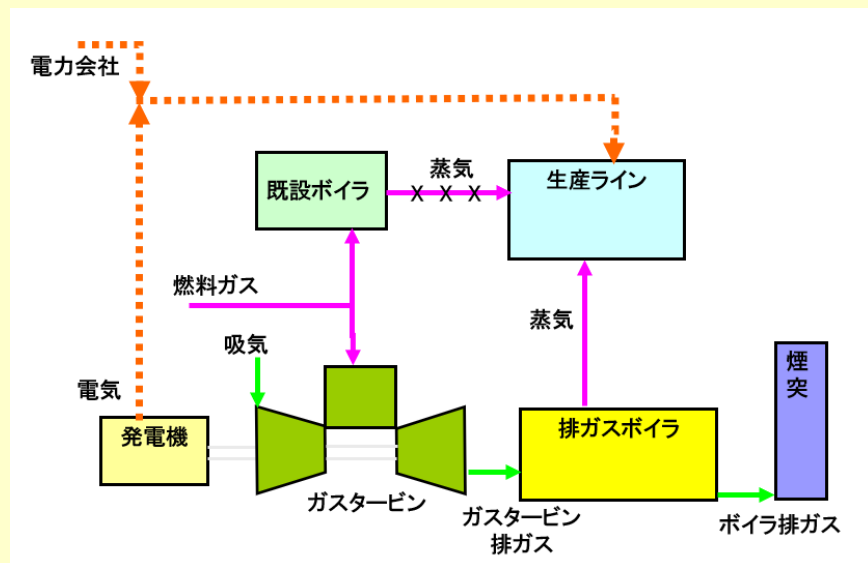 電力会社
既設ボイラ
蒸気
X X X
生産ライン
燃料ガス
吸気
蒸気
煙
突
電気
発電機
排ガスボイラ
ガスタービン
ガスタービン
排ガス
ボイラ排ガス